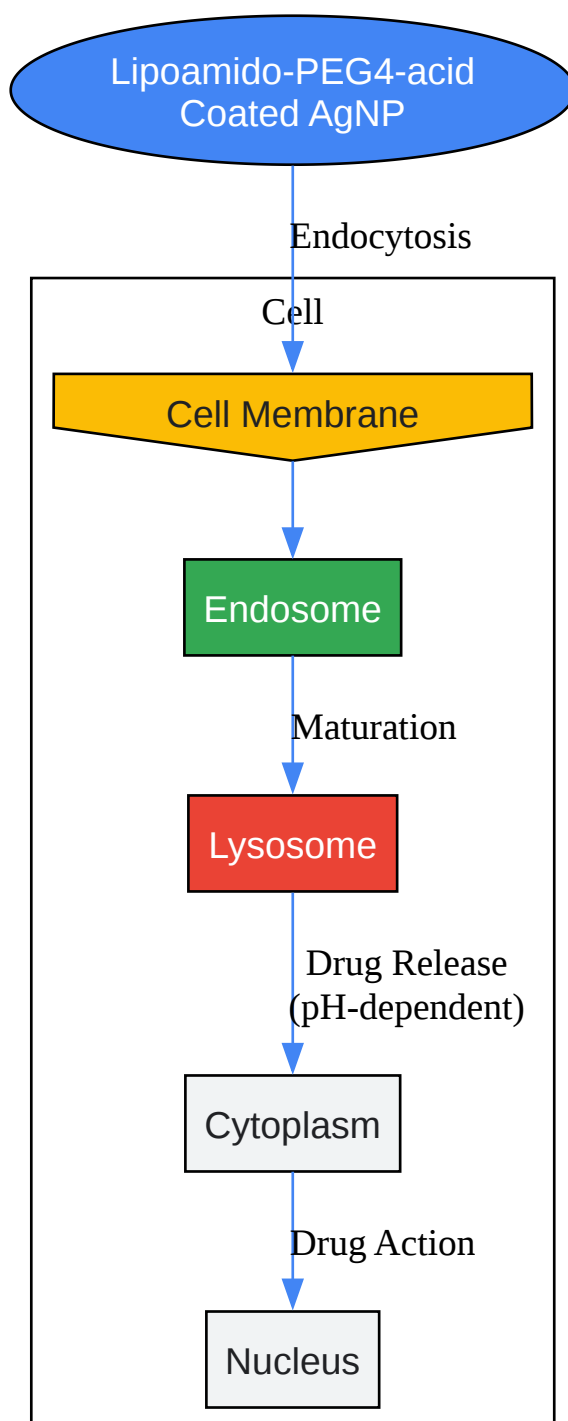 Lipoamido-PEG4-acid
Coated AgNP
Endocytosis
Cell
Cell Membrane
Endosome
Maturation
Lysosome
Drug Release
(pH-dependent)
Cytoplasm
Drug Action
Nucleus